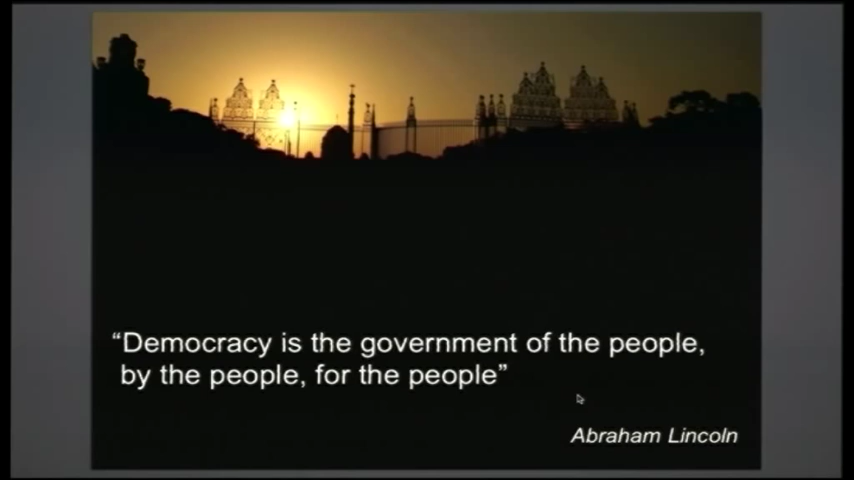 “Democracy is the government of the people,
by the people, for the people”
Abraham Lincoln